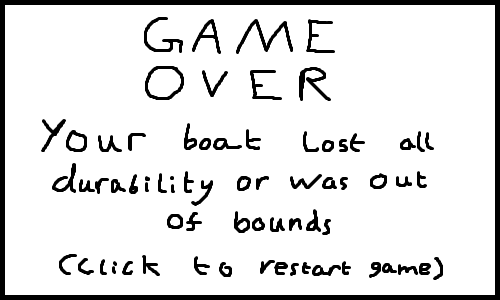 GAME
OVER
Your boat Lost all
durability or was out
of bounds
(Click to restart game)